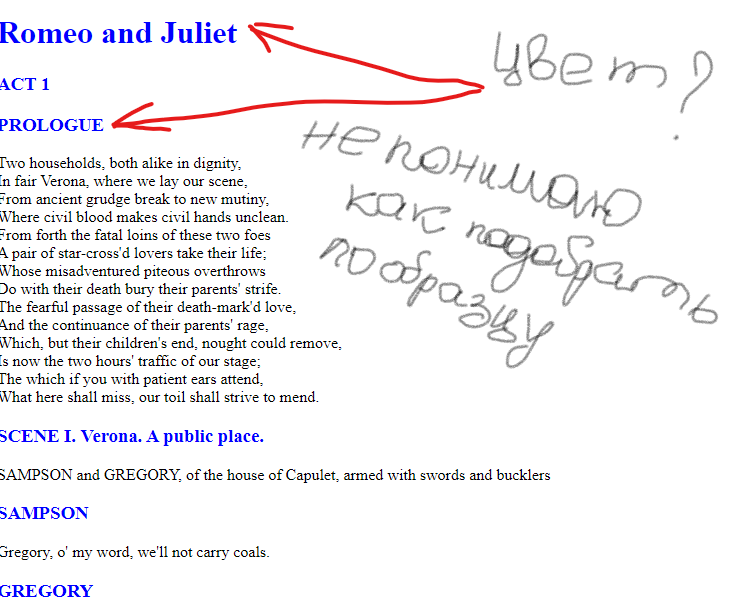 Romeo and Juliet
ACT 1
PROLOGUE
Two households, both alike in dignity,
In fair Verona, where we lay our scene,
From ancient grudge break to new mutiny,
Where civil blood makes civil hands unclean.
From forth the fatal loins of these two foes
A pair of star-cross'd lovers take their life;
Whose misadventured piteous overthrows
Do with their death bury their parents' strife.
The fearful passage of their death-mark'd love,
And the continuance of their parents' rage,
Which, but their children's end, nought could remove,
Is now the two hours' traffic of our stage;
The which if you with patient ears attend,
What here shall miss, our toil shall strive to mend.
SCENE I. Verona. A public place.
SAMPSON and GREGORY, of the house of Capulet, armed with swords and bucklers
SAMPSON
Gregory, o' my word, we'll not carry coals.
GREGORY
цвет?
не понимаю
как подобрать
по образцу